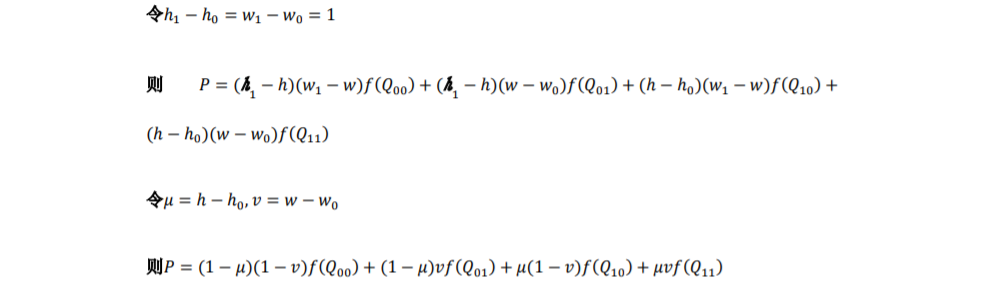 令h₁ − h₀ = w₁ − w₀ = 1
则 P = (h₁ − h)(w₁ − w)f(Q₀₀) + (h₁ − h)(w − w₀)f(Q₀₁) + (h − h₀)(w₁ − w)f(Q₁₀) +
(h − h₀)(w − w₀)f(Q₁₁)
令μ = h − h₀, v = w − w₀
则P = (1 − μ)(1 − v)f(Q₀₀) + (1 − μ)vf(Q₀₁) + μ(1 − v)f(Q₁₀) + μvf(Q₁₁)